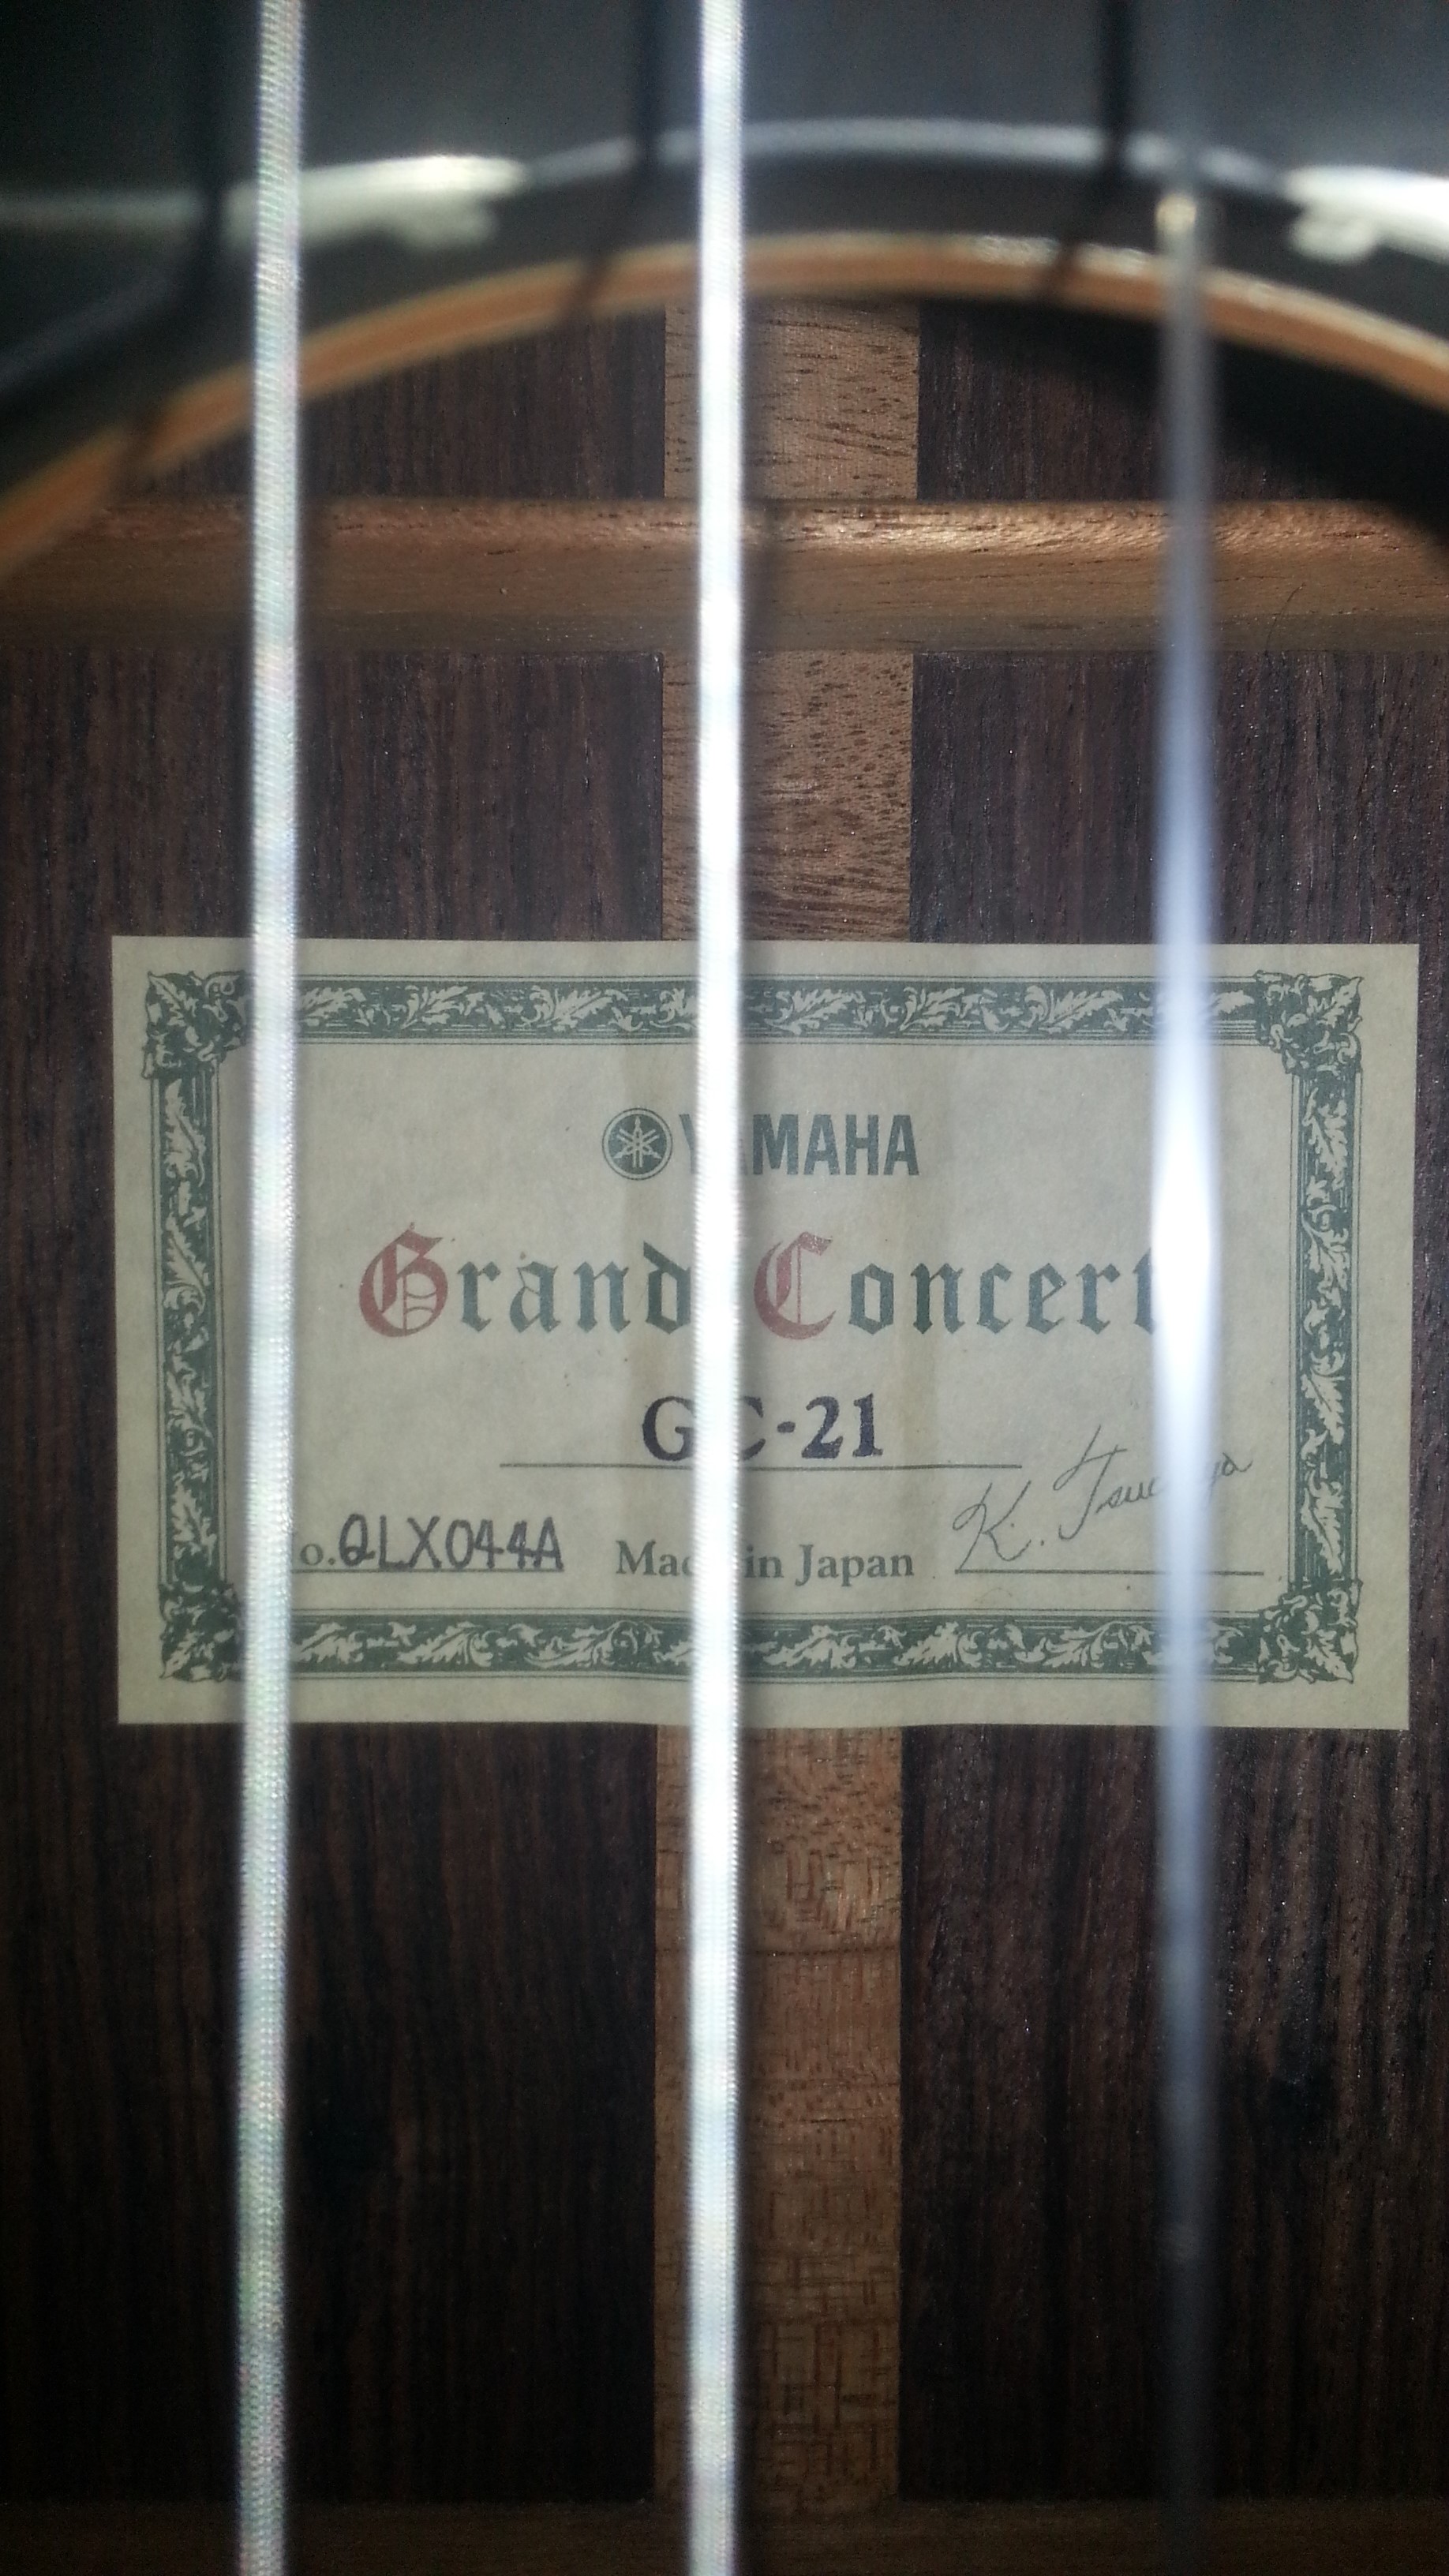 YAMAHA
Grand Concert
GC-21
No. QLX044A Made in Japan K.